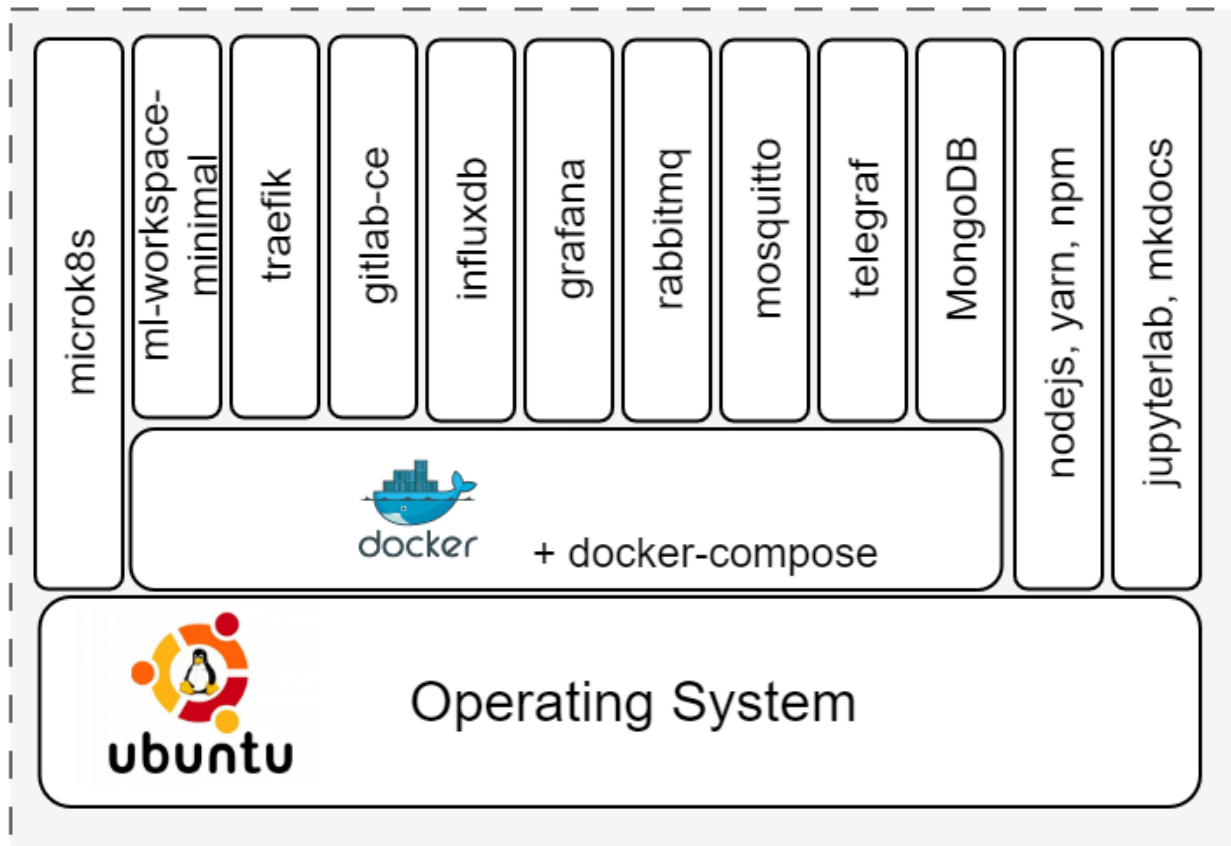 microk8s
ml-workspace-
minimal
traefik
gitlab-ce
influxdb
grafana
rabbitmq
mosquitto
telegraf
MongoDB
nodejs, yarn, npm
jupyterlab, mkdocs
docker
+ docker-compose
ubuntu
Operating System